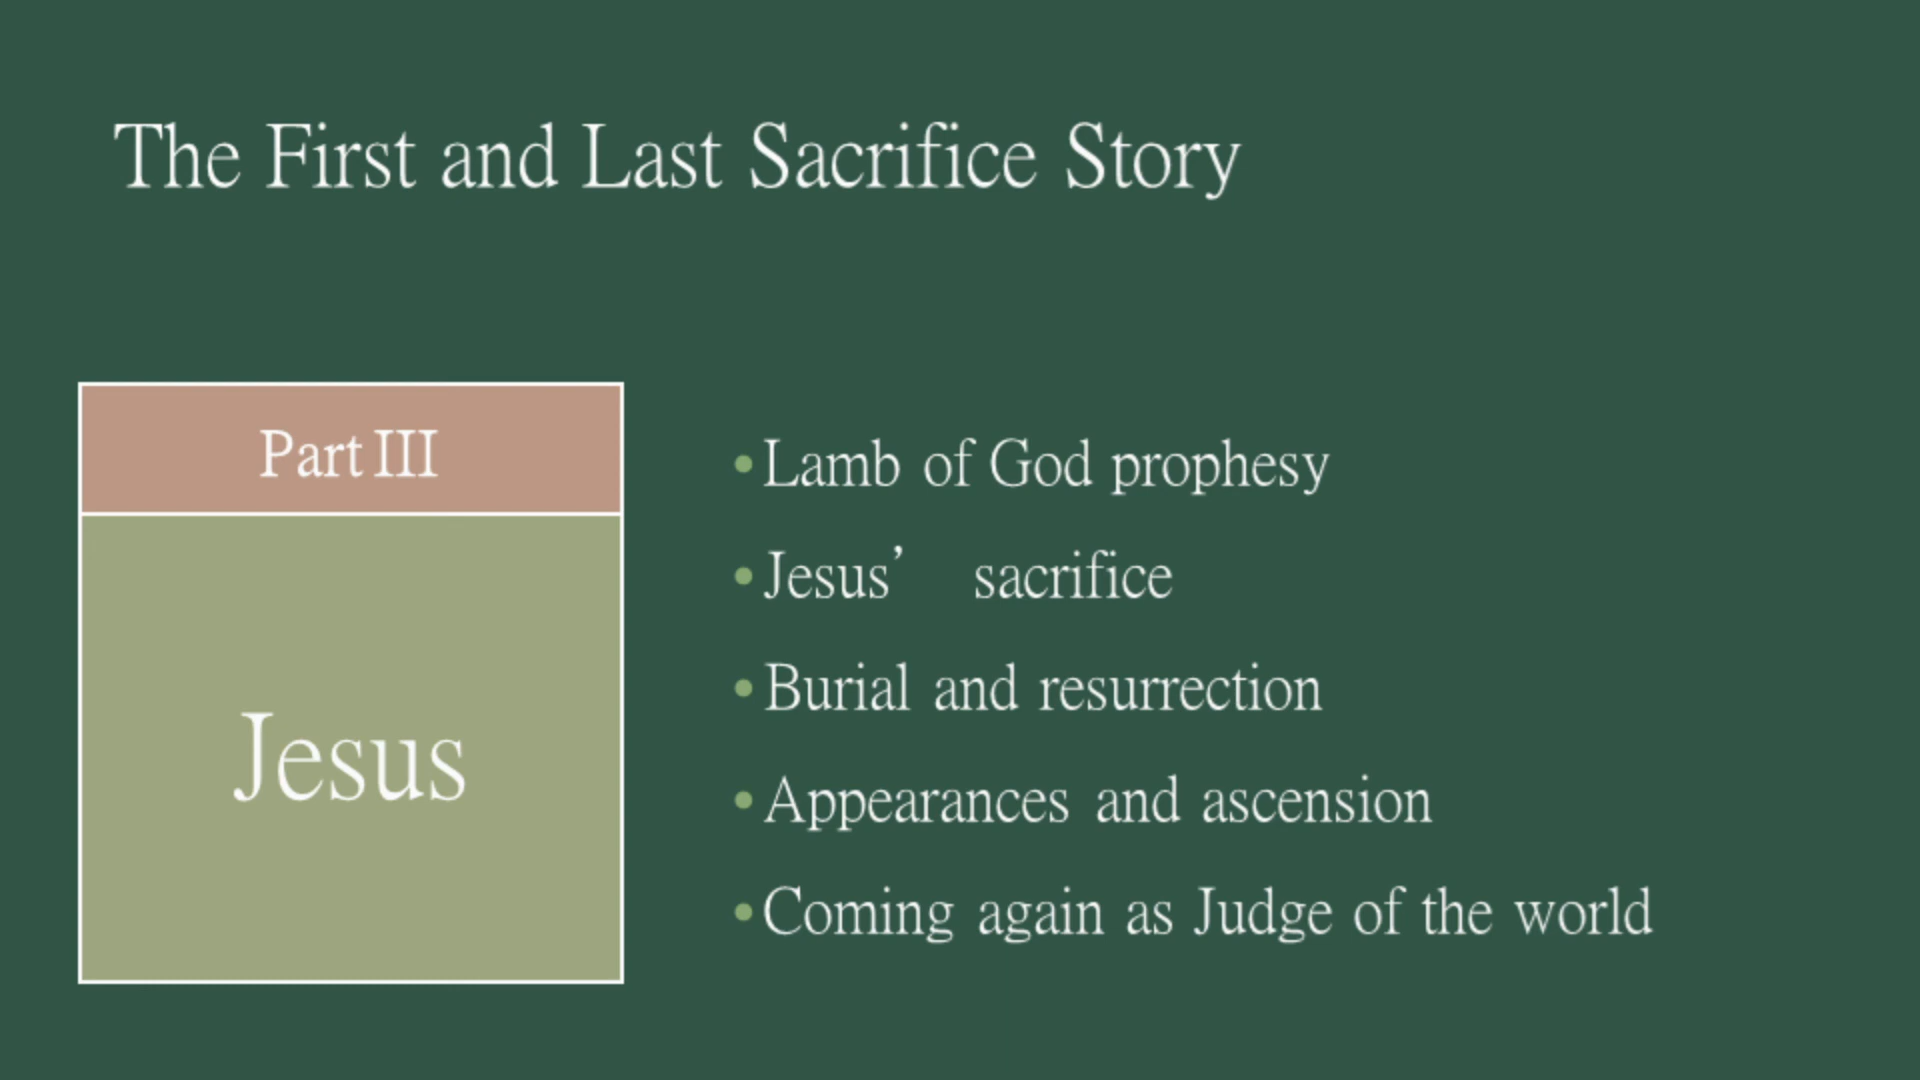 The First and Last Sacrifice Story
Part III
Jesus
• Lamb of God prophesy
• Jesus’ sacrifice
• Burial and resurrection
• Appearances and ascension
• Coming again as Judge of the world